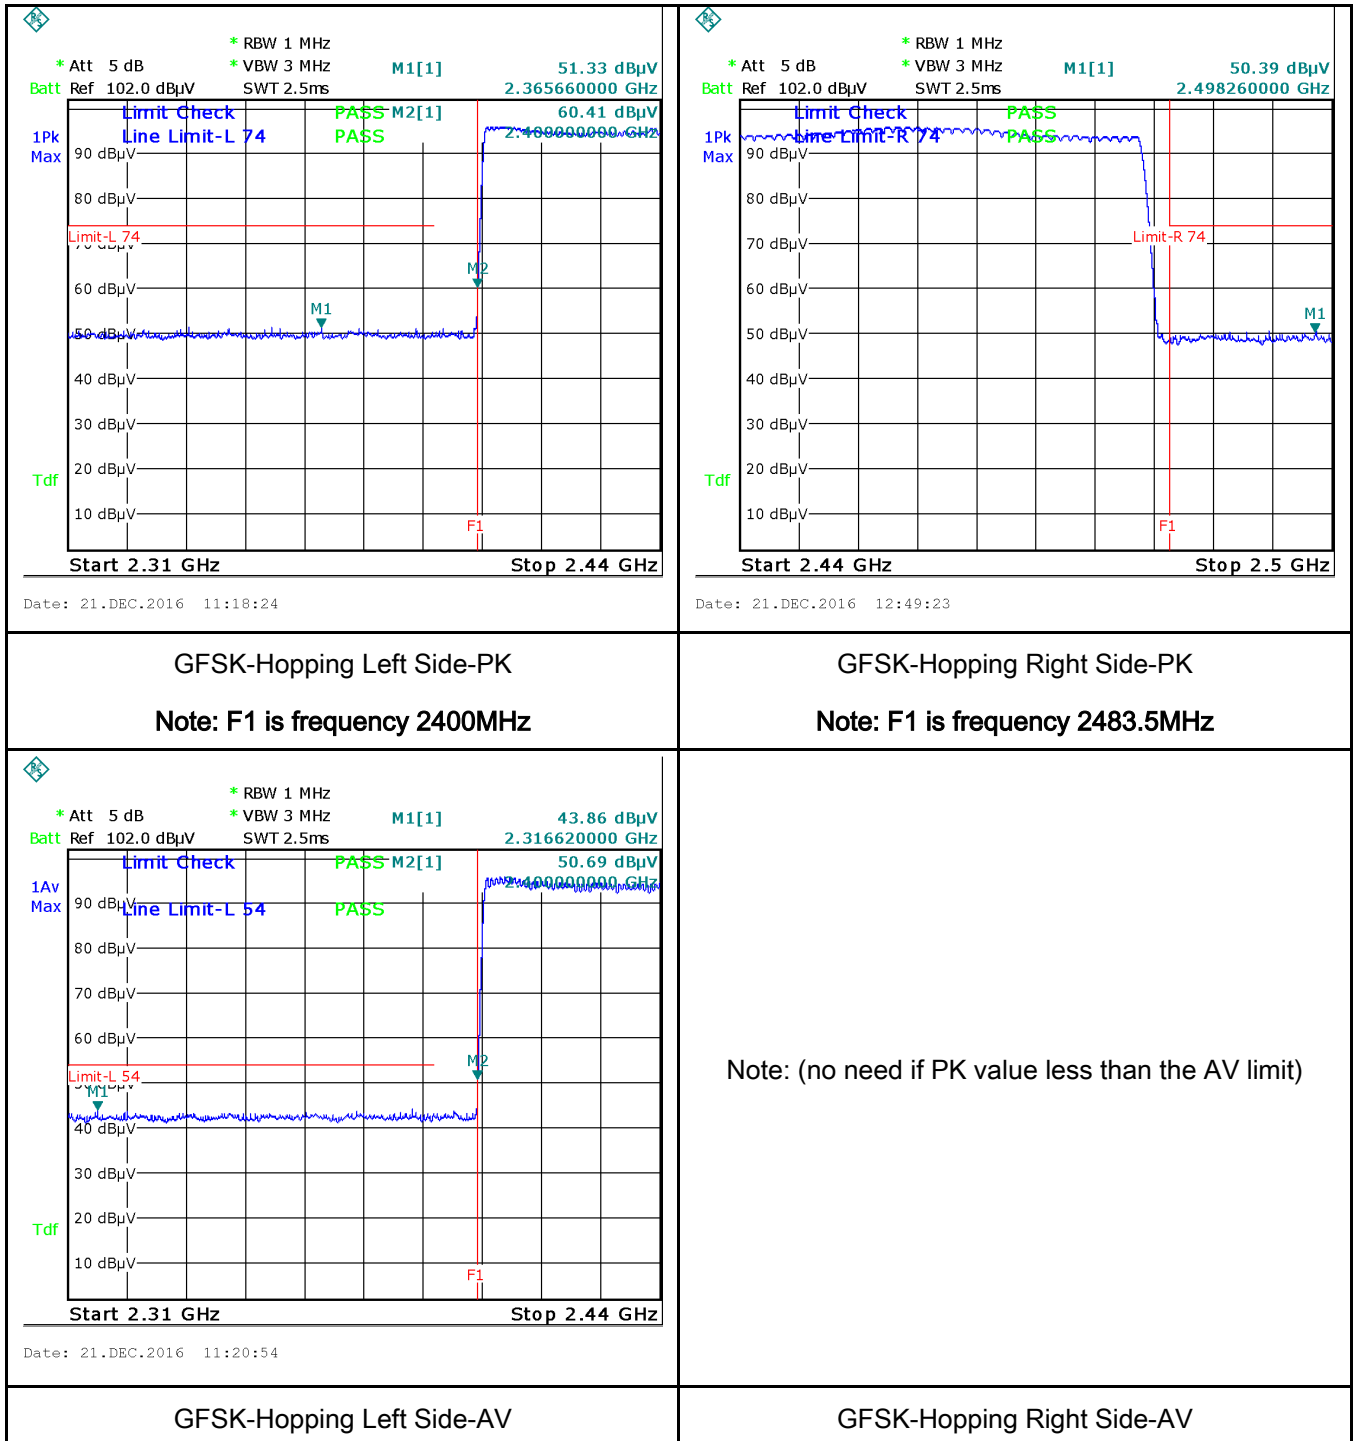 * RBW 1 MHz
* Att 5 dB * VBW 3 MHz M1[1] 51.33 dBµV
Batt Ref 102.0 dBµV SWT 2.5ms 2.365660000 GHz
Limit Check PASS M2[1] 60.41 dBµV
1Pk Line Limit-L 74 PASS 2.400000000 GHz
Max
90 dBµV
80 dBµV
Limit-L 74
70 dBµV
M2
60 dBµV
M1
50 dBµV
40 dBµV
30 dBµV
20 dBµV
Tdf
10 dBµV
F1
Start 2.31 GHz Stop 2.44 GHz
Date: 21.DEC.2016 11:18:24
GFSK-Hopping Left Side-PK
Note: F1 is frequency 2400MHz
* RBW 1 MHz
* Att 5 dB * VBW 3 MHz M1[1] 50.39 dBµV
Batt Ref 102.0 dBµV SWT 2.5ms 2.498260000 GHz
Limit Check PASS
1Pk Line Limit-R 74 PASS
Max
90 dBµV
80 dBµV
Limit-R 74
70 dBµV
60 dBµV
M1
50 dBµV
40 dBµV
30 dBµV
20 dBµV
Tdf
10 dBµV
F1
Start 2.44 GHz Stop 2.5 GHz
Date: 21.DEC.2016 12:49:23
GFSK-Hopping Right Side-PK
Note: F1 is frequency 2483.5MHz
* RBW 1 MHz
* Att 5 dB * VBW 3 MHz M1[1] 43.86 dBµV
Batt Ref 102.0 dBµV SWT 2.5ms 2.316620000 GHz
Limit Check PASS M2[1] 50.69 dBµV
1Av 2.400000000 GHz
Max
90 dBµV Line Limit-L 54 PASS
80 dBµV
70 dBµV
60 dBµV
M2
Limit-L 54
50 dBµV
M1
40 dBµV
30 dBµV
20 dBµV
Tdf
10 dBµV
F1
Start 2.31 GHz Stop 2.44 GHz
Date: 21.DEC.2016 11:20:54
GFSK-Hopping Left Side-AV
Note: (no need if PK value less than the AV limit)
GFSK-Hopping Right Side-AV